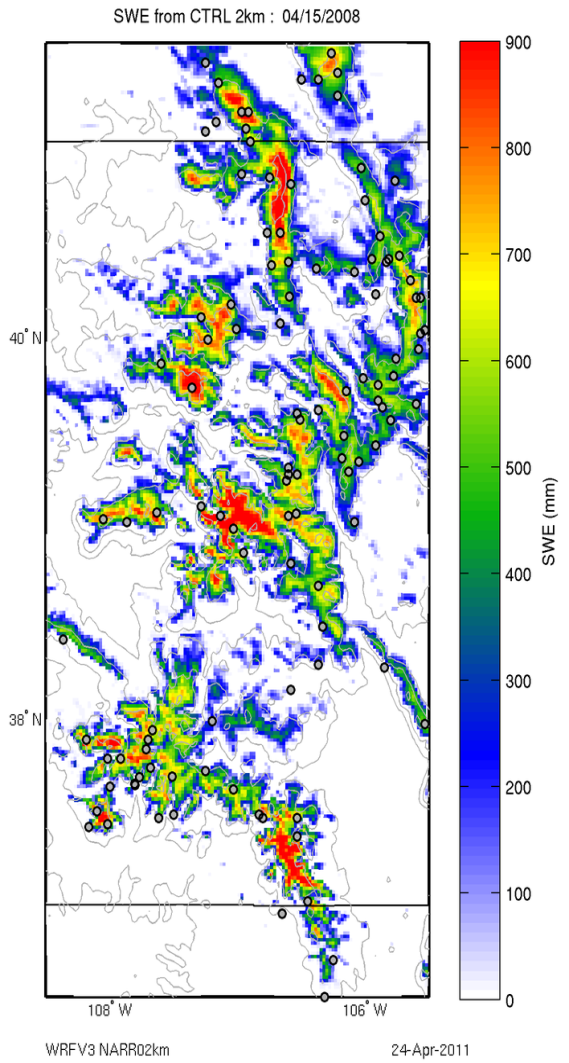 SWE from CTRL 2km : 04/15/2008
900
800
700
600
500
400
300
200
100
0
SWE (mm)
40° N
38° N
108° W
106° W
WRFV3 NARR02km
24-Apr-2011